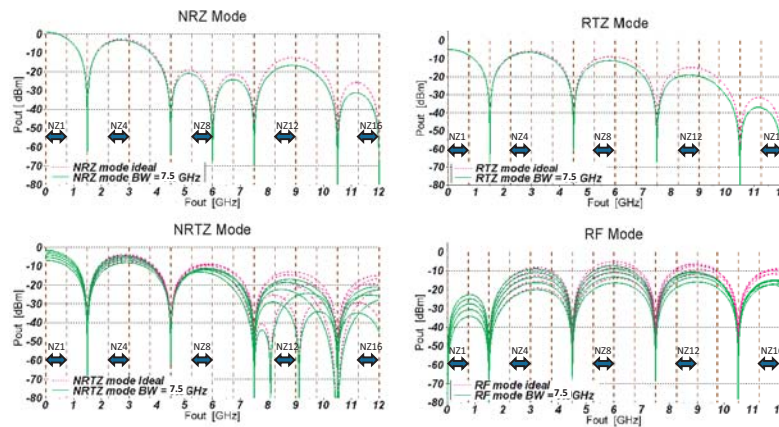 NRZ Mode
0
-10
-20
-30
-40
-50
-60
-70
-80
Pout [dBm]
NZ1 NZ4 NZ8 NZ12 NZ16
NRZ mode ideal
NRZ mode BW = 7.5 GHz
0 1 2 3 4 5 6 7 8 9 10 11 12
Fout [GHz]
RTZ Mode
0
-10
-20
-30
-40
-50
-60
-70
-80
Pout [dBm]
NZ1 NZ4 NZ8 NZ12 NZ1
RTZ mode ideal
RTZ mode BW = 7.5 GHz
0 1 2 3 4 5 6 7 8 9 10 11 12
Fout [GHz]
NRTZ Mode
0
-10
-20
-30
-40
-50
-60
-70
-80
Pout [dBm]
NZ1 NZ4 NZ8 NZ12 NZ16
NRTZ mode Ideal
NRTZ mode BW = 7.5 GHz
0 1 2 3 4 5 6 7 8 9 10 11 12
Fout [GHz]
RF Mode
0
-10
-20
-30
-40
-50
-60
-70
-80
Pout [dBm]
NZ1 NZ4 NZ8 NZ12 NZ16
RF mode ideal
RF mode BW = 7.5 GHz
0 1 2 3 4 5 6 7 8 9 10 11 12
Fout [GHz]